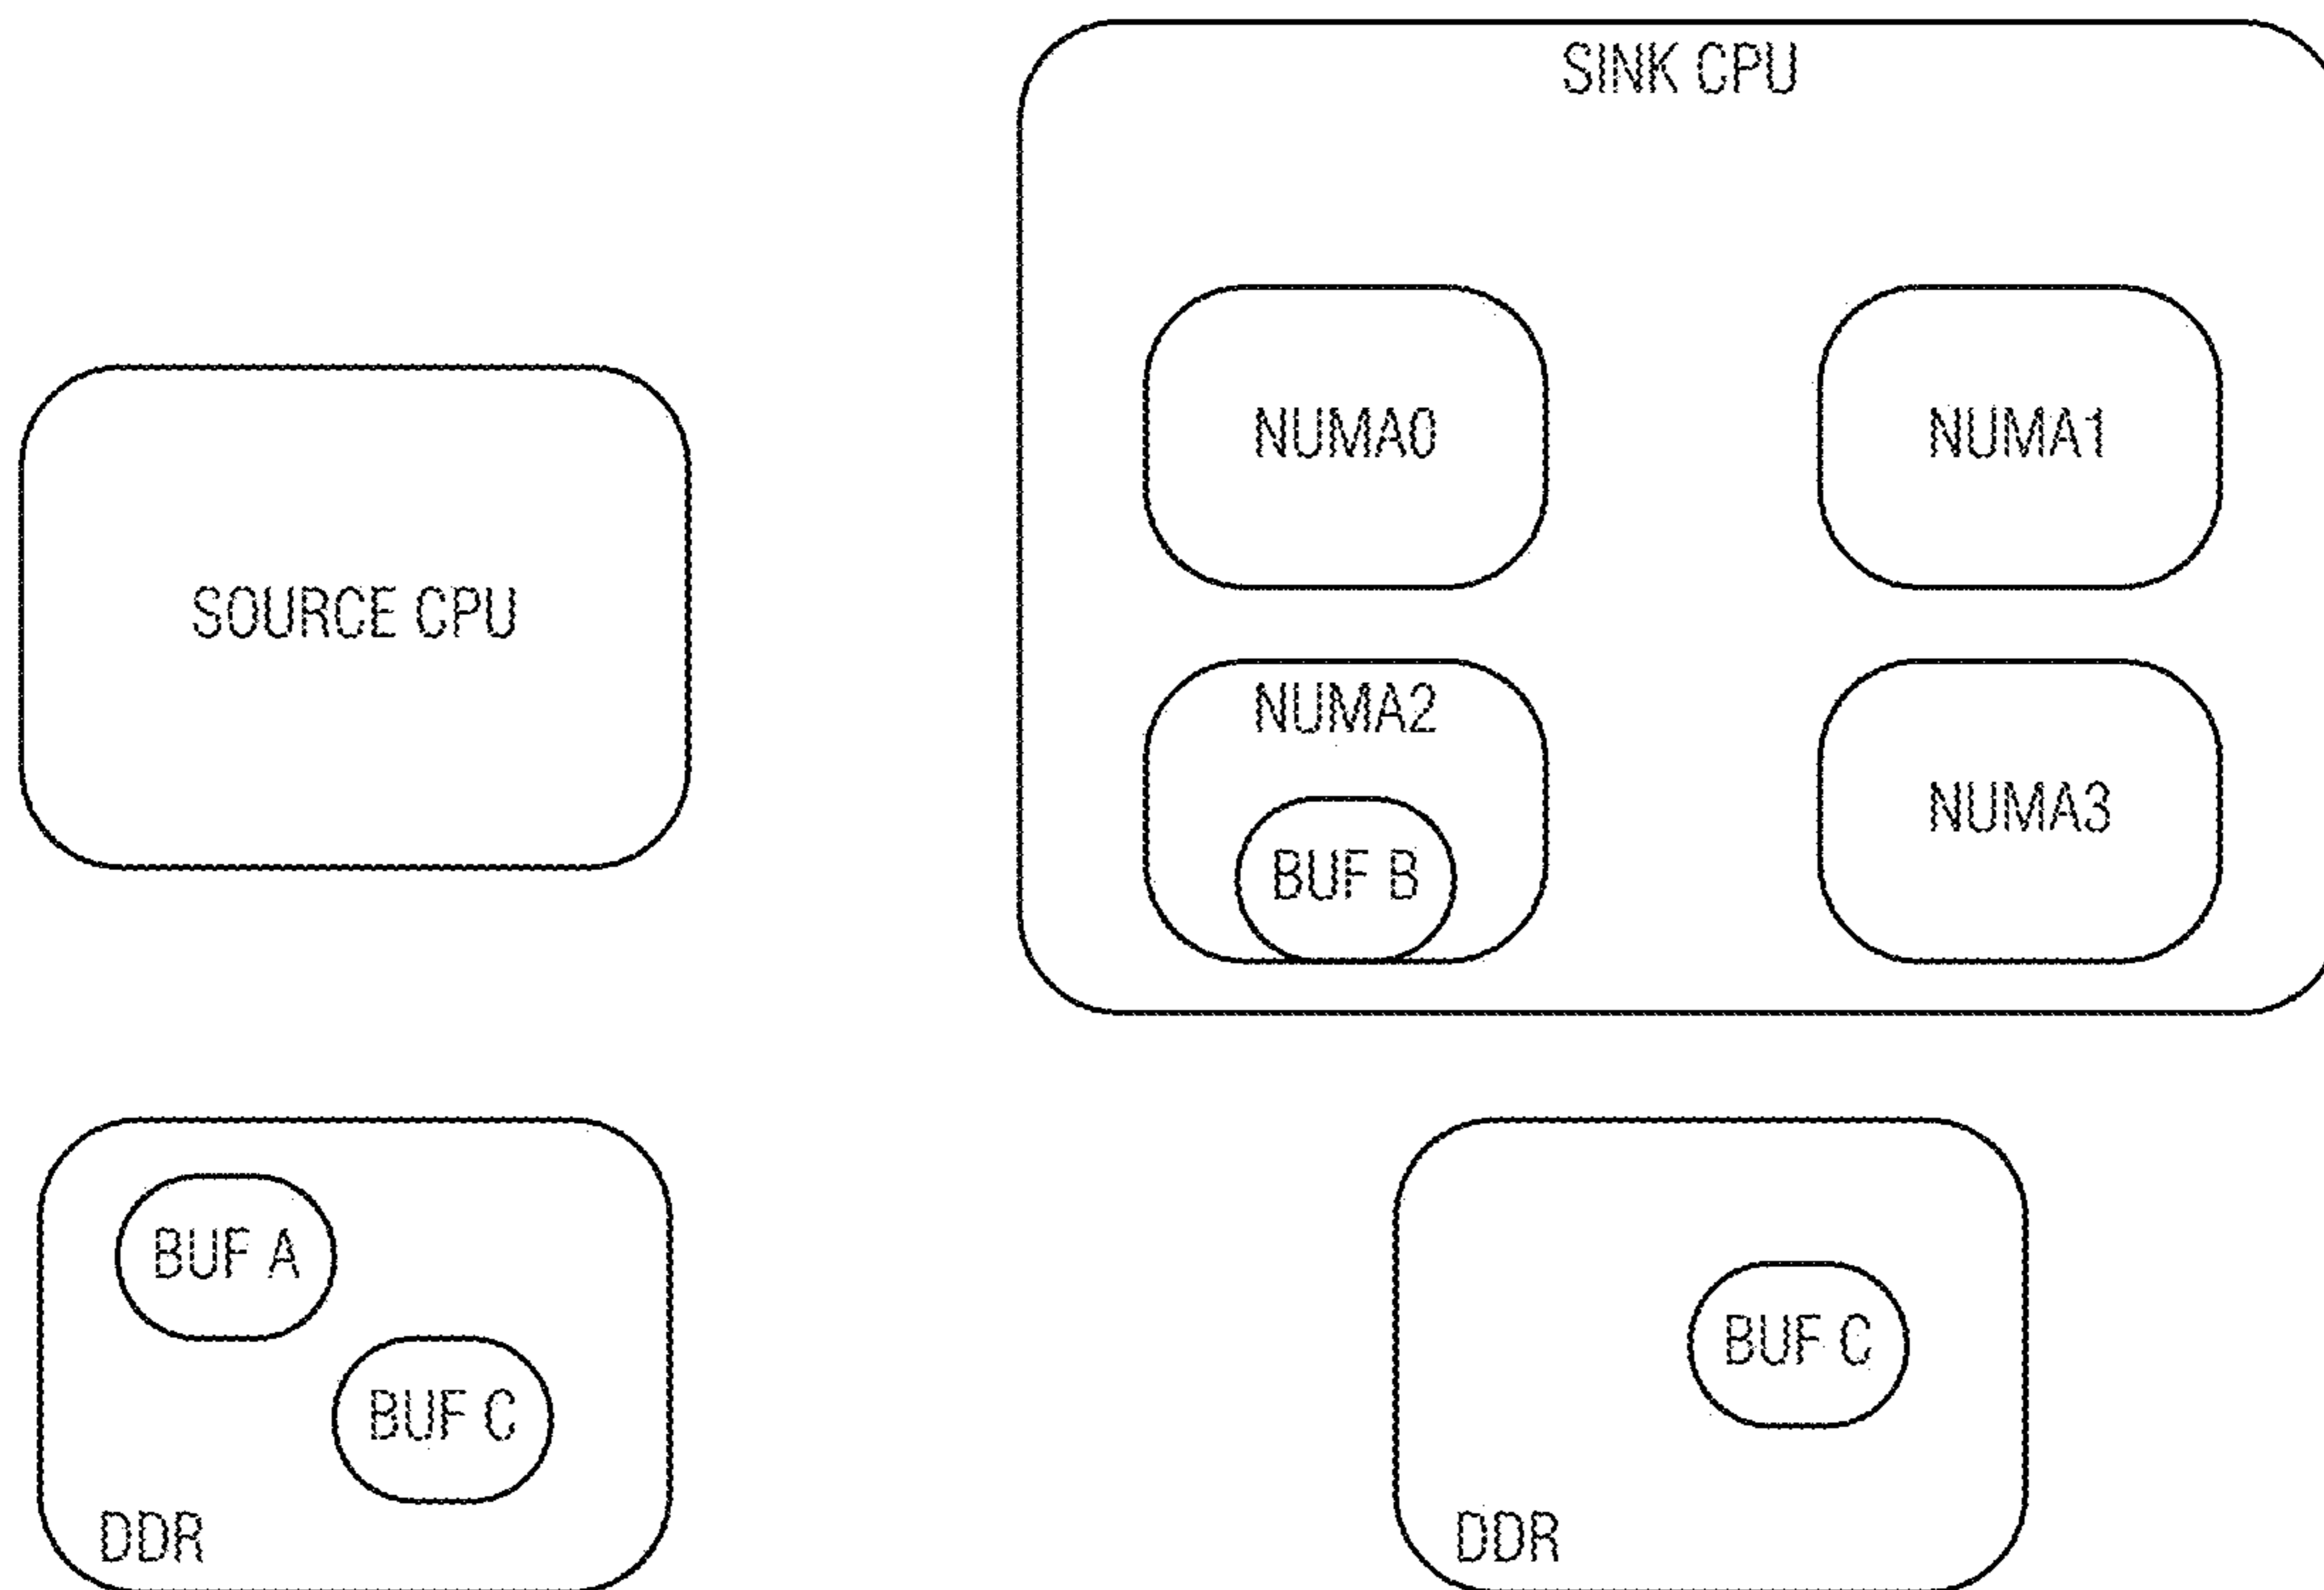 SINK CPU
NUMA0
NUMA1
SOURCE CPU
NUMA2
NUMA3
BUF B
BUF A
BUF C
BUF C
DDR
DDR